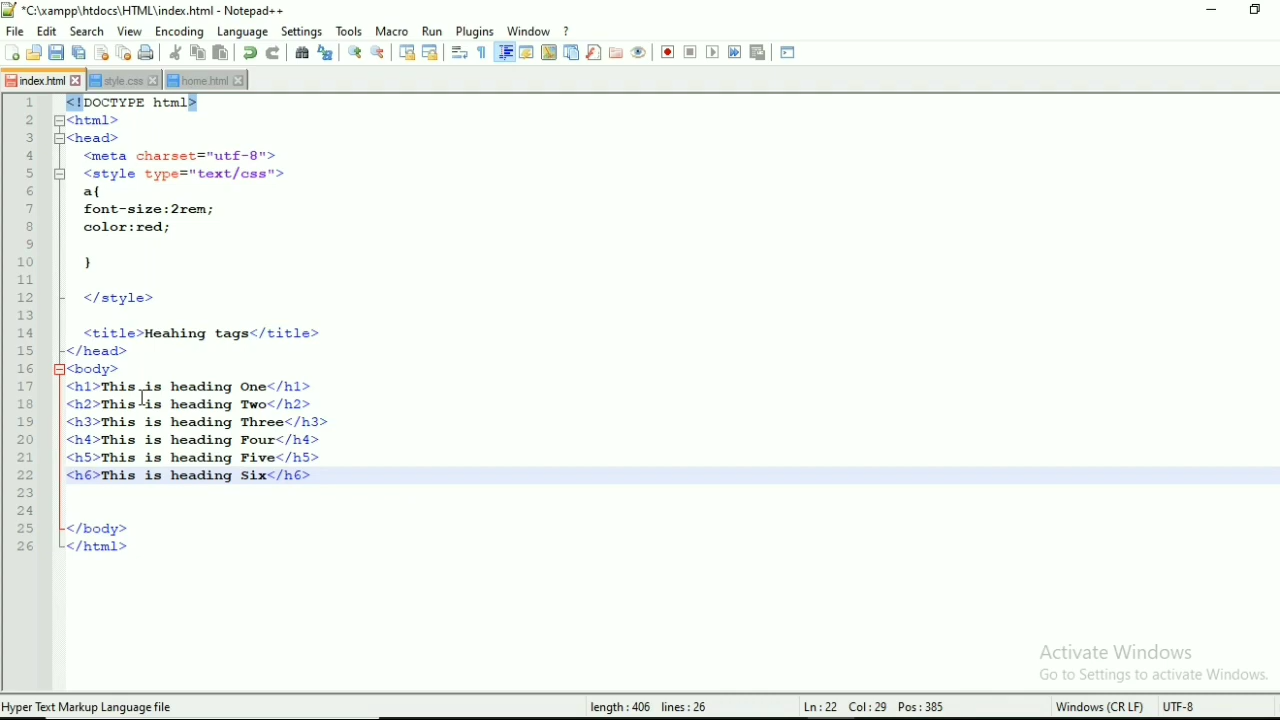 *C:\xampp\htdocs\HTML\index.html - Notepad++
File Edit Search View Encoding Language Settings Tools Macro Run Plugins Window ?
index.html style.css home.html
1 <!DOCTYPE html>
2 <html>
3 <head>
4 <meta charset="utf-8">
5 <style type="text/css">
6 a{
7 font-size:2rem;
8 color:red;
9
10 }
11
12 </style>
13
14 <title>Heahing tags</title>
15 </head>
16 <body>
17 <h1>This is heading One</h1>
18 <h2>This is heading Two</h2>
19 <h3>This is heading Three</h3>
20 <h4>This is heading Four</h4>
21 <h5>This is heading Five</h5>
22 <h6>This is heading Six</h6>
23
24
25 </body>
26 </html>
Activate Windows
Go to Settings to activate Windows.
Hyper Text Markup Language file length : 406 lines : 26 Ln : 22 Col : 29 Pos : 385 Windows (CR LF) UTF-8